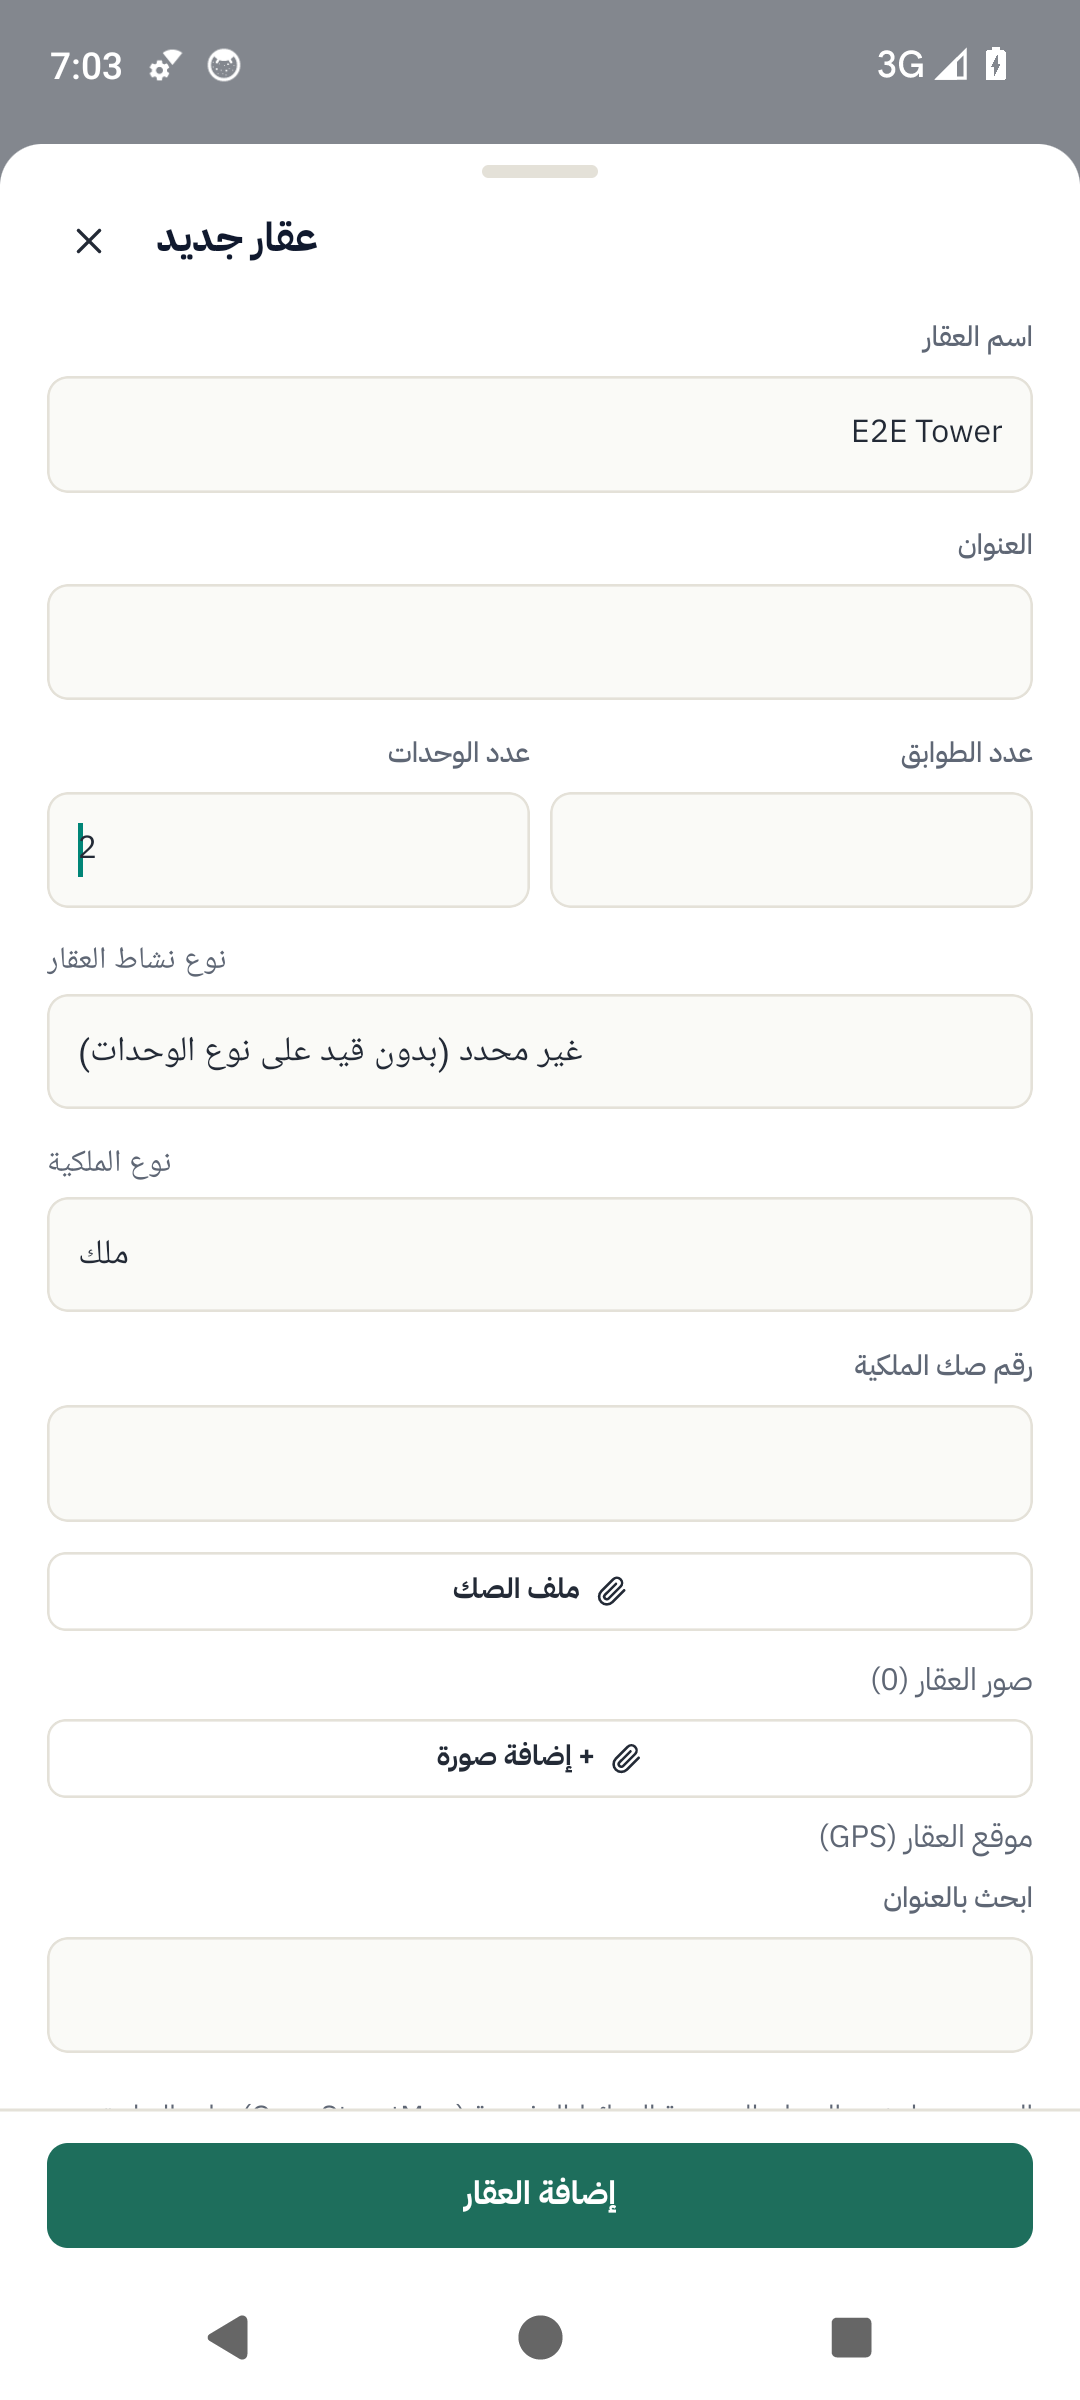 7:03 3G
عقار جديد
اسم العقار
E2E Tower
العنوان
عدد الطوابق
عدد الوحدات
2
نوع نشاط العقار
غير محدد (بدون قيد على نوع الوحدات)
نوع الملكية
ملك
رقم صك الملكية
ملف الصك
صور العقار (0)
+ إضافة صورة
موقع العقار (GPS)
ابحث بالعنوان
إضافة العقار